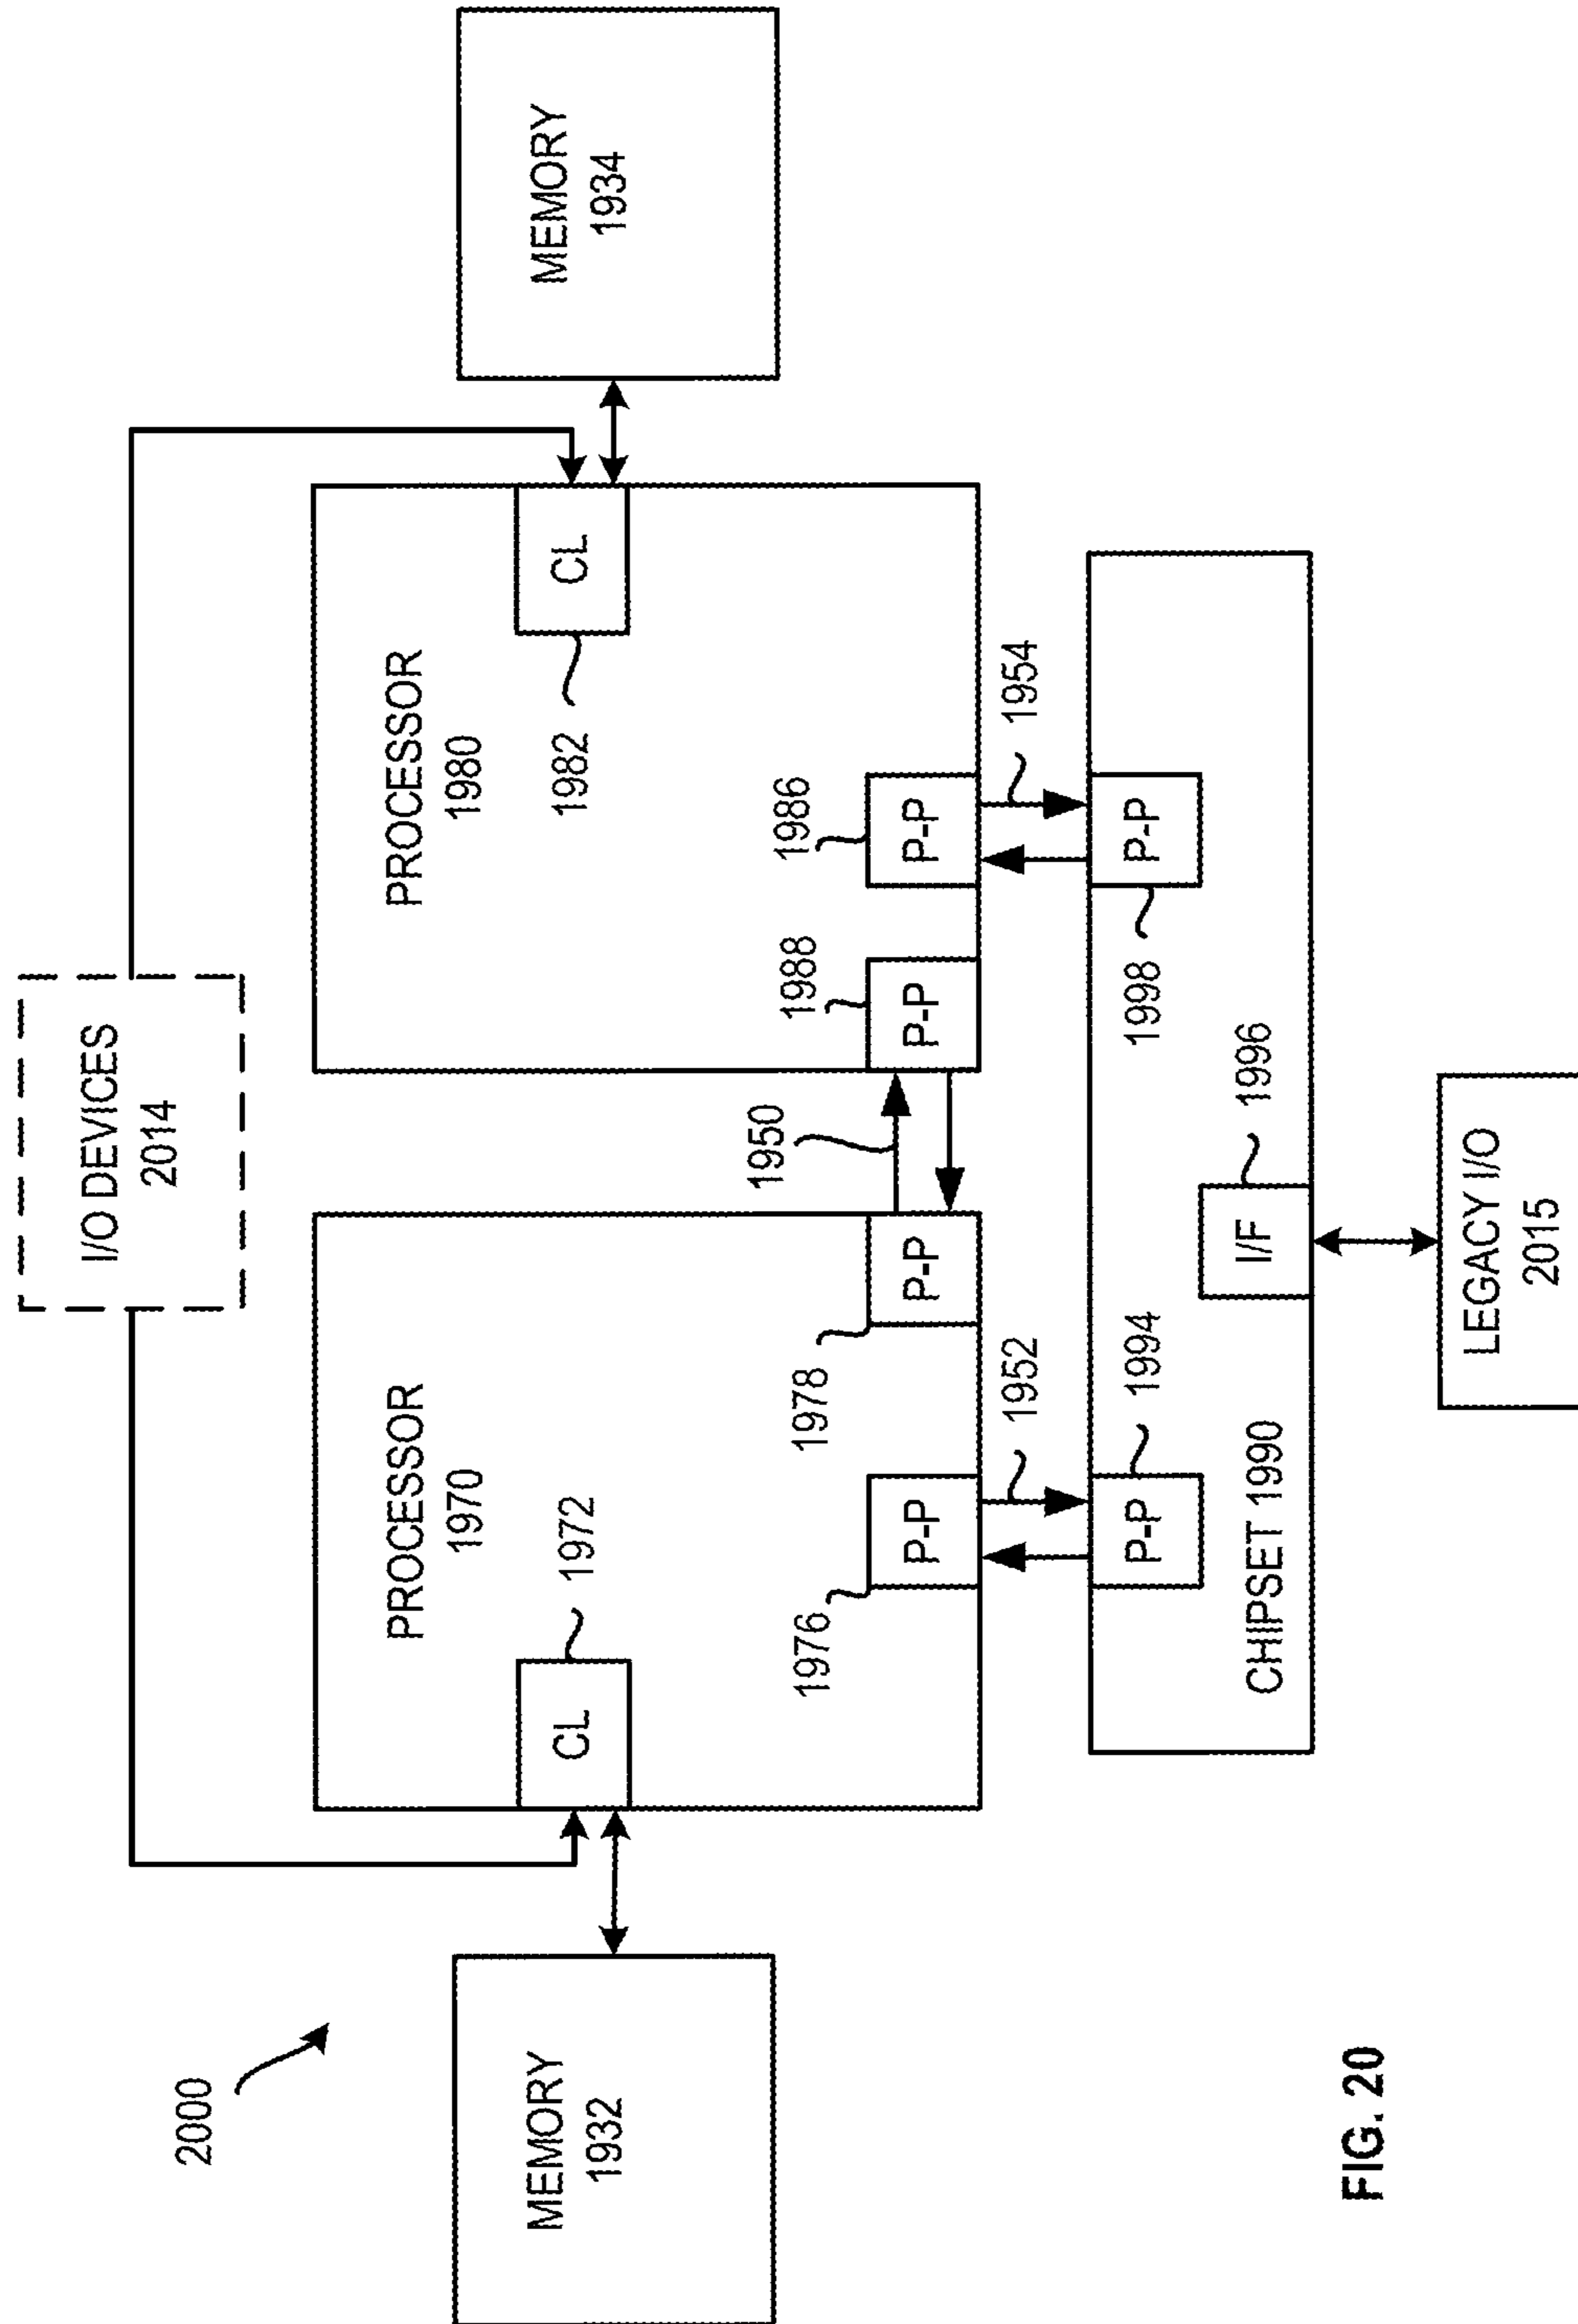 2000
I/O DEVICES
2014
MEMORY
1932
PROCESSOR
1970
CL
1972
1976
P-P
1978
P-P
1950
PROCESSOR
1980
CL
1982
1988
P-P
1986
P-P
MEMORY
1934
1952
1954
P-P
1994
CHIPSET 1990
I/F
1996
P-P
1998
LEGACY I/O
2015
FIG. 20